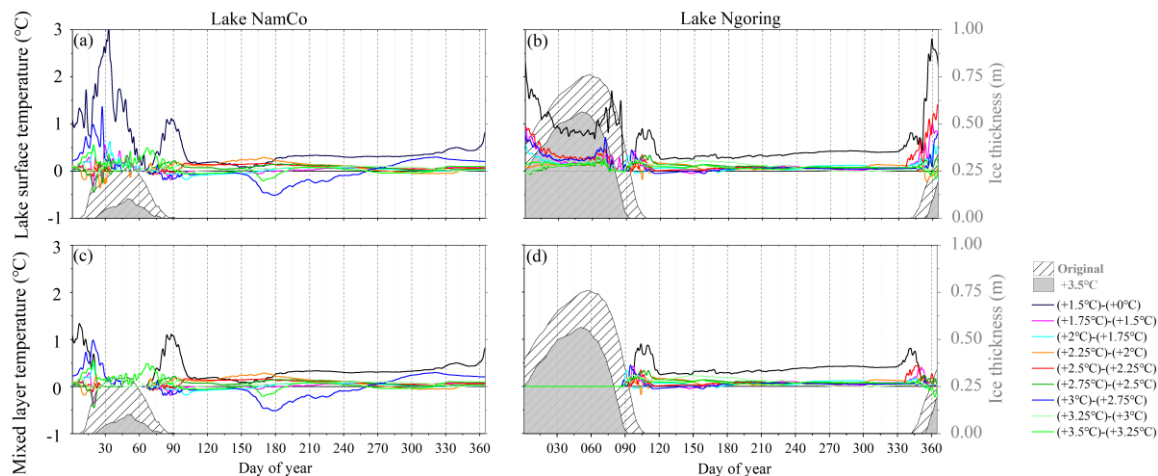 Lake NamCo
Lake Ngoring
Lake surface temperature (℃)
3
2
1
0
-1
(a)
(b)
1.00
0.75
0.50
0.25
0.00
Ice thickness (m)
Mixed layer temperature (℃)
3
2
1
0
-1
(c)
(d)
1.00
0.75
0.50
0.25
0.00
Ice thickness (m)
30 60 90 120 150 180 210 240 270 300 330 360
030 060 090 120 150 180 210 240 270 300 330 360
Day of year
Day of year
Original
+3.5℃
(+1.5℃)-(+0℃)
(+1.75℃)-(+1.5℃)
(+2℃)-(+1.75℃)
(+2.25℃)-(+2℃)
(+2.5℃)-(+2.25℃)
(+2.75℃)-(+2.5℃)
(+3℃)-(+2.75℃)
(+3.25℃)-(+3℃)
(+3.5℃)-(+3.25℃)